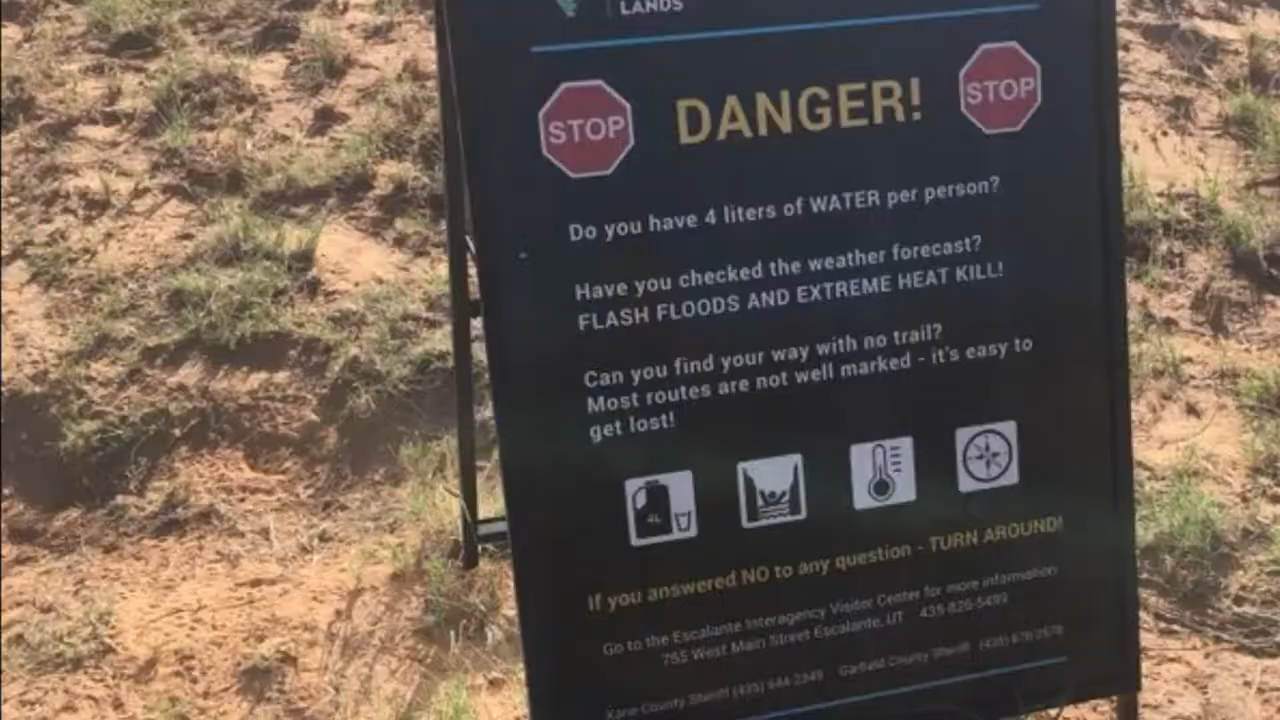 LANDS
STOP
DANGER!
STOP
Do you have 4 liters of WATER per person?
Have you checked the weather forecast?
FLASH FLOODS AND EXTREME HEAT KILL!
Can you find your way with no trail?
Most routes are not well marked - it's easy to
get lost!
4L
If you answered NO to any question - TURN AROUND!
Go to the Escalante Interagency Visitor Center for more information
755 West Main Street Escalante, UT 435-826-5499
Kane County Sheriff (435) 644-2349 Garfield County Sheriff (435)